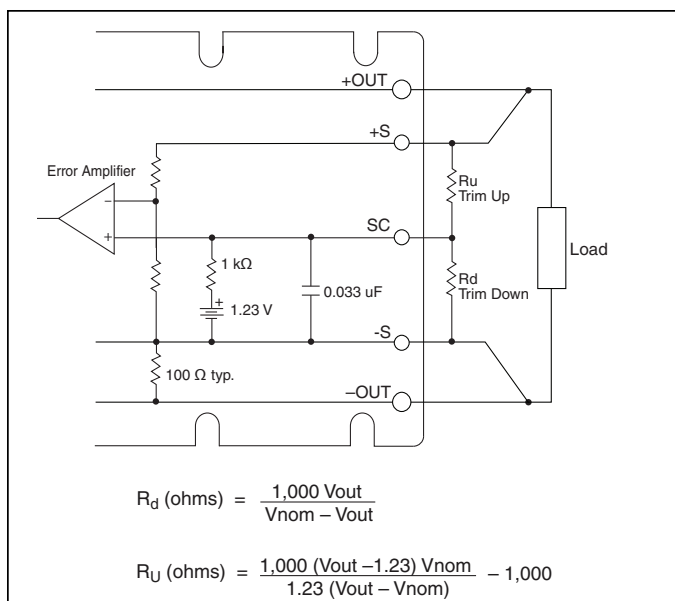 +OUT
+S
Error Amplifier
Ru
Trim Up
–
SC
+
1 kΩ
Load
Rd
Trim Down
0.033 uF
+
1.23 V
-S
100 Ω typ.
–OUT
Rd (ohms) = 1,000 Vout / Vnom – Vout
RU (ohms) = 1,000 (Vout –1.23) Vnom / 1.23 (Vout – Vnom) – 1,000